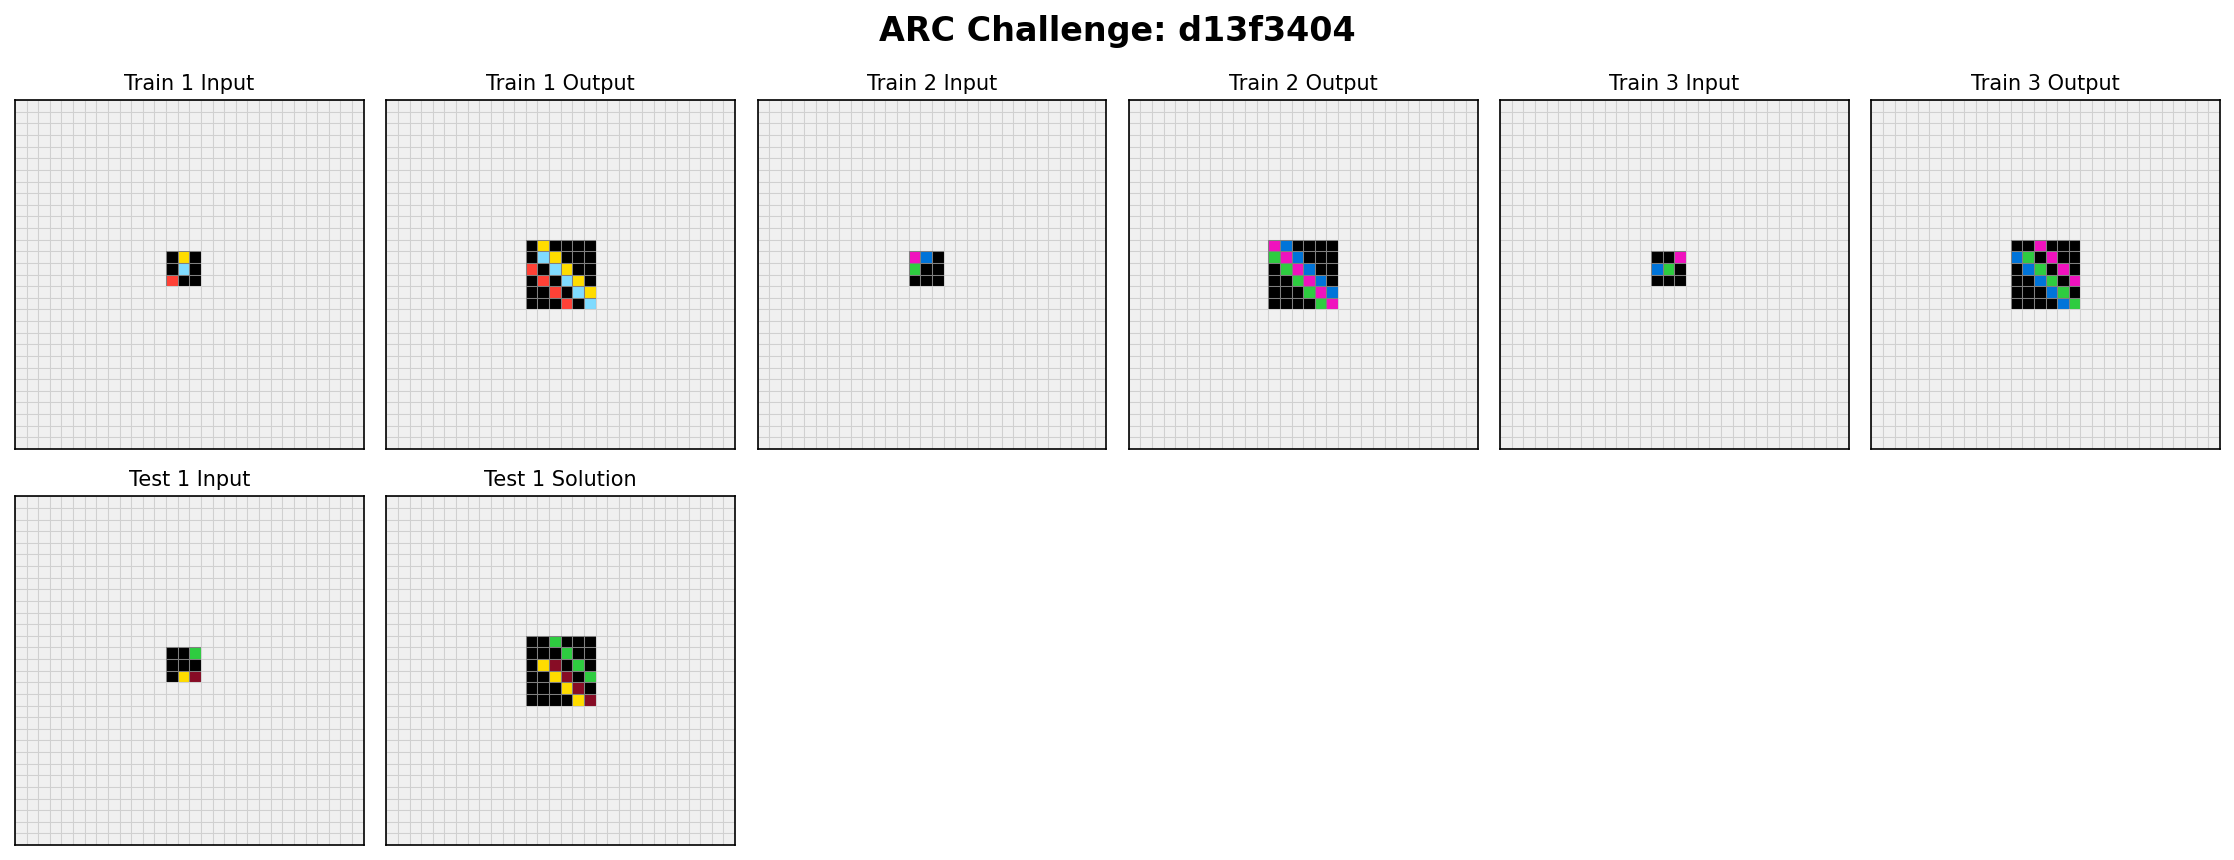 ARC Challenge: d13f3404
Train 1 Input
Train 1 Output
Train 2 Input
Train 2 Output
Train 3 Input
Train 3 Output
Test 1 Input
Test 1 Solution